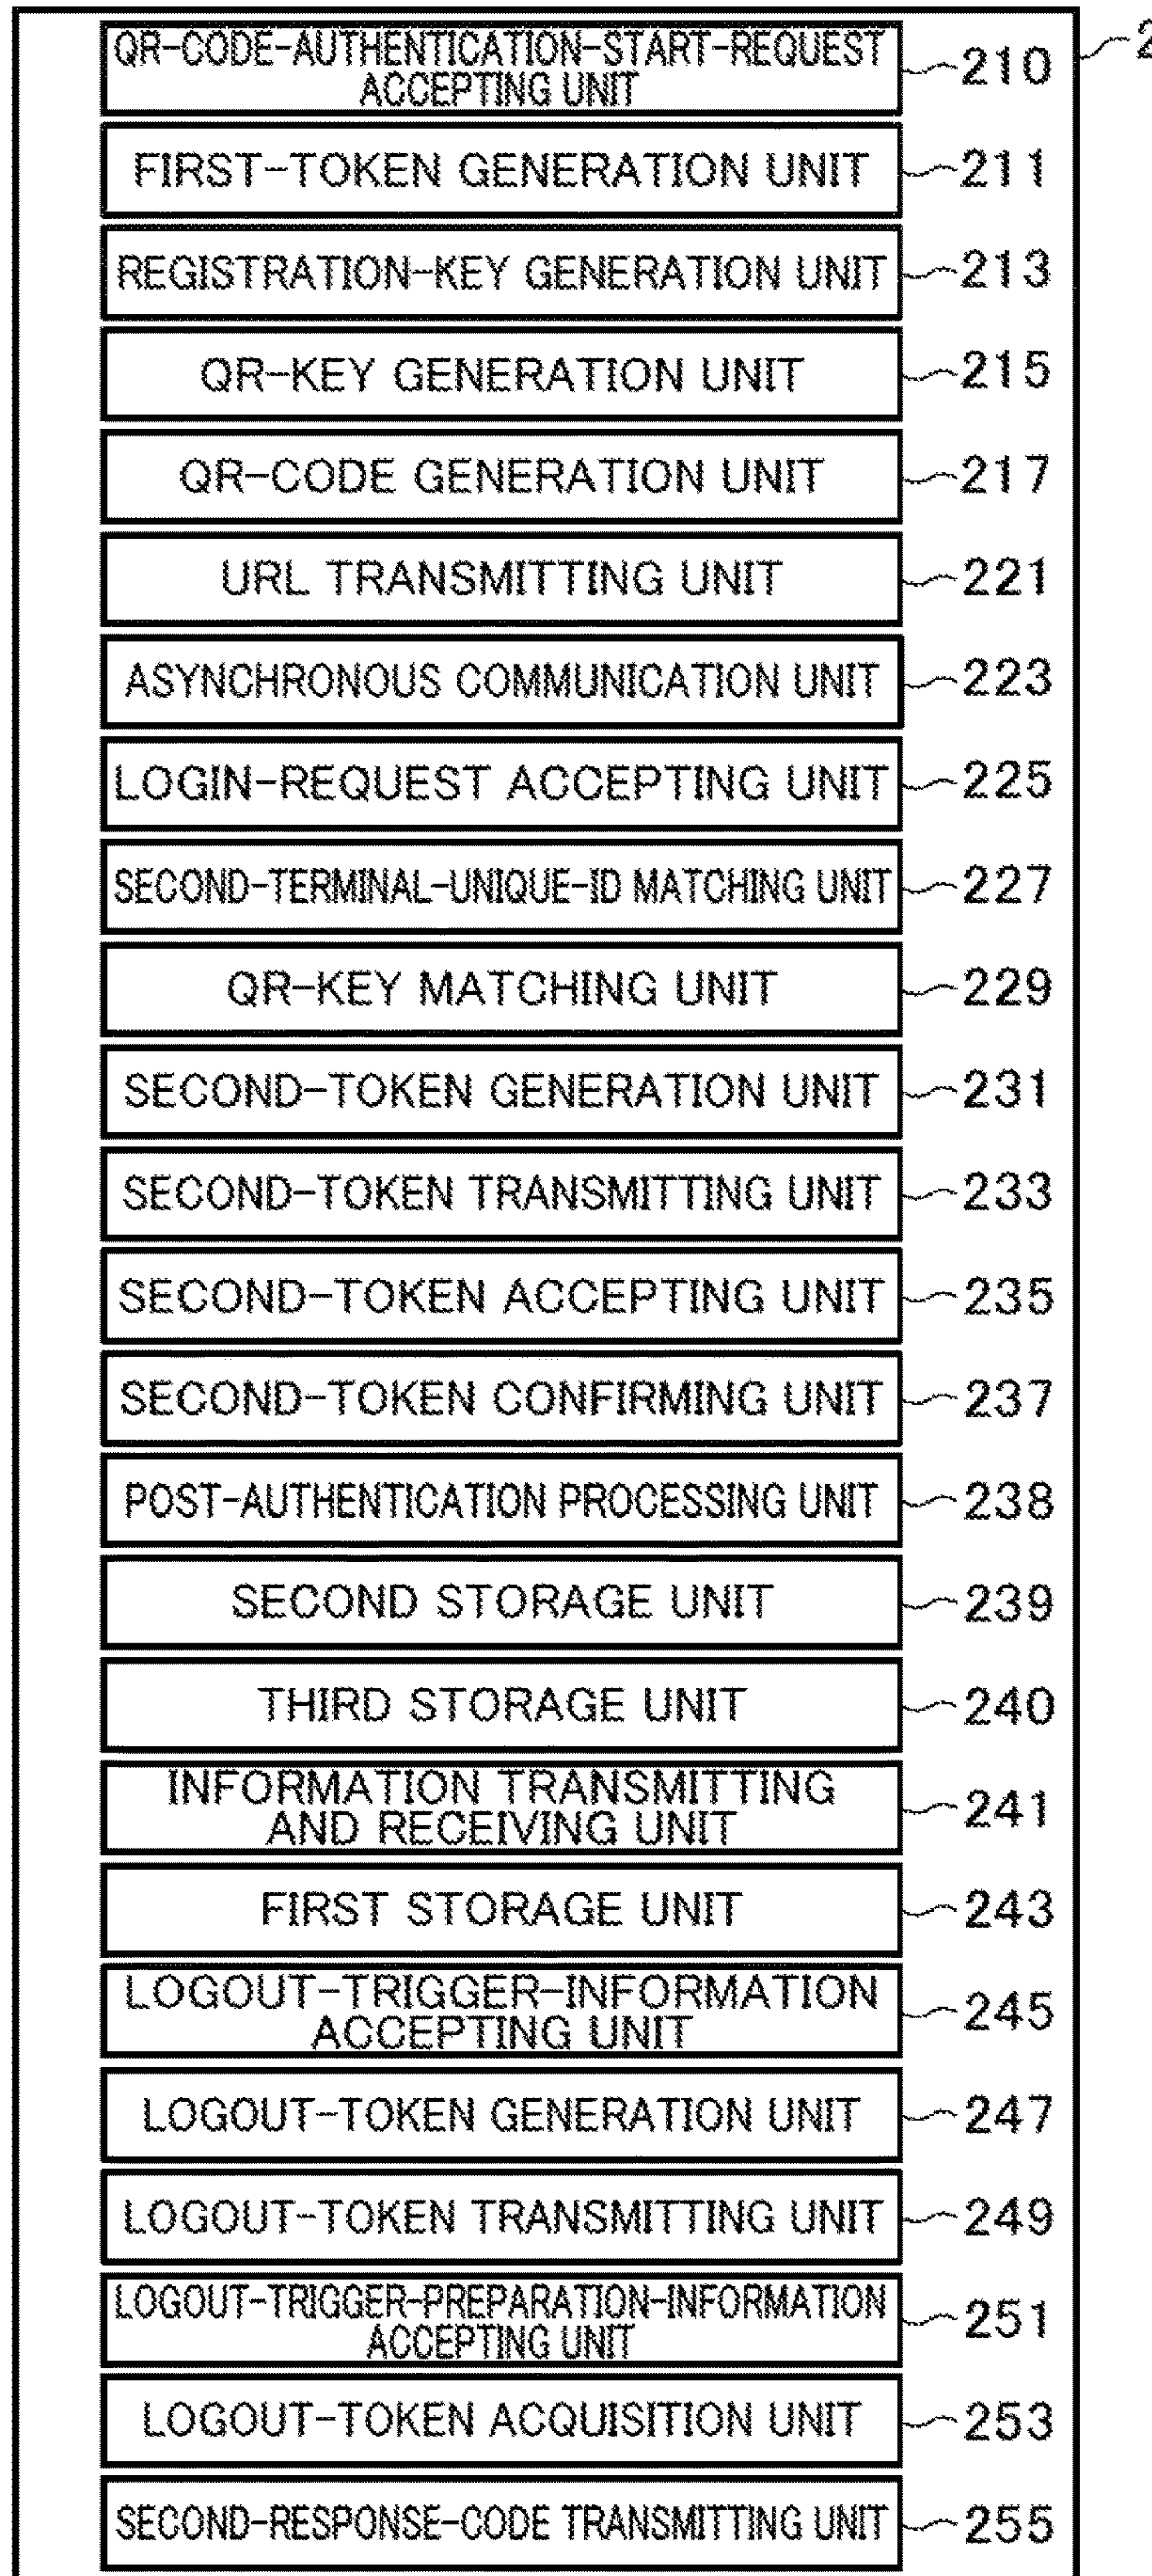 2
QR-CODE-AUTHENTICATION-START-REQUEST
ACCEPTING UNIT
210
FIRST-TOKEN GENERATION UNIT
211
REGISTRATION-KEY GENERATION UNIT
213
QR-KEY GENERATION UNIT
215
QR-CODE GENERATION UNIT
217
URL TRANSMITTING UNIT
221
ASYNCHRONOUS COMMUNICATION UNIT
223
LOGIN-REQUEST ACCEPTING UNIT
225
SECOND-TERMINAL-UNIQUE-ID MATCHING UNIT
227
QR-KEY MATCHING UNIT
229
SECOND-TOKEN GENERATION UNIT
231
SECOND-TOKEN TRANSMITTING UNIT
233
SECOND-TOKEN ACCEPTING UNIT
235
SECOND-TOKEN CONFIRMING UNIT
237
POST-AUTHENTICATION PROCESSING UNIT
238
SECOND STORAGE UNIT
239
THIRD STORAGE UNIT
240
INFORMATION TRANSMITTING
AND RECEIVING UNIT
241
FIRST STORAGE UNIT
243
LOGOUT-TRIGGER-INFORMATION
ACCEPTING UNIT
245
LOGOUT-TOKEN GENERATION UNIT
247
LOGOUT-TOKEN TRANSMITTING UNIT
249
LOGOUT-TRIGGER-PREPARATION-INFORMATION
ACCEPTING UNIT
251
LOGOUT-TOKEN ACQUISITION UNIT
253
SECOND-RESPONSE-CODE TRANSMITTING UNIT
255